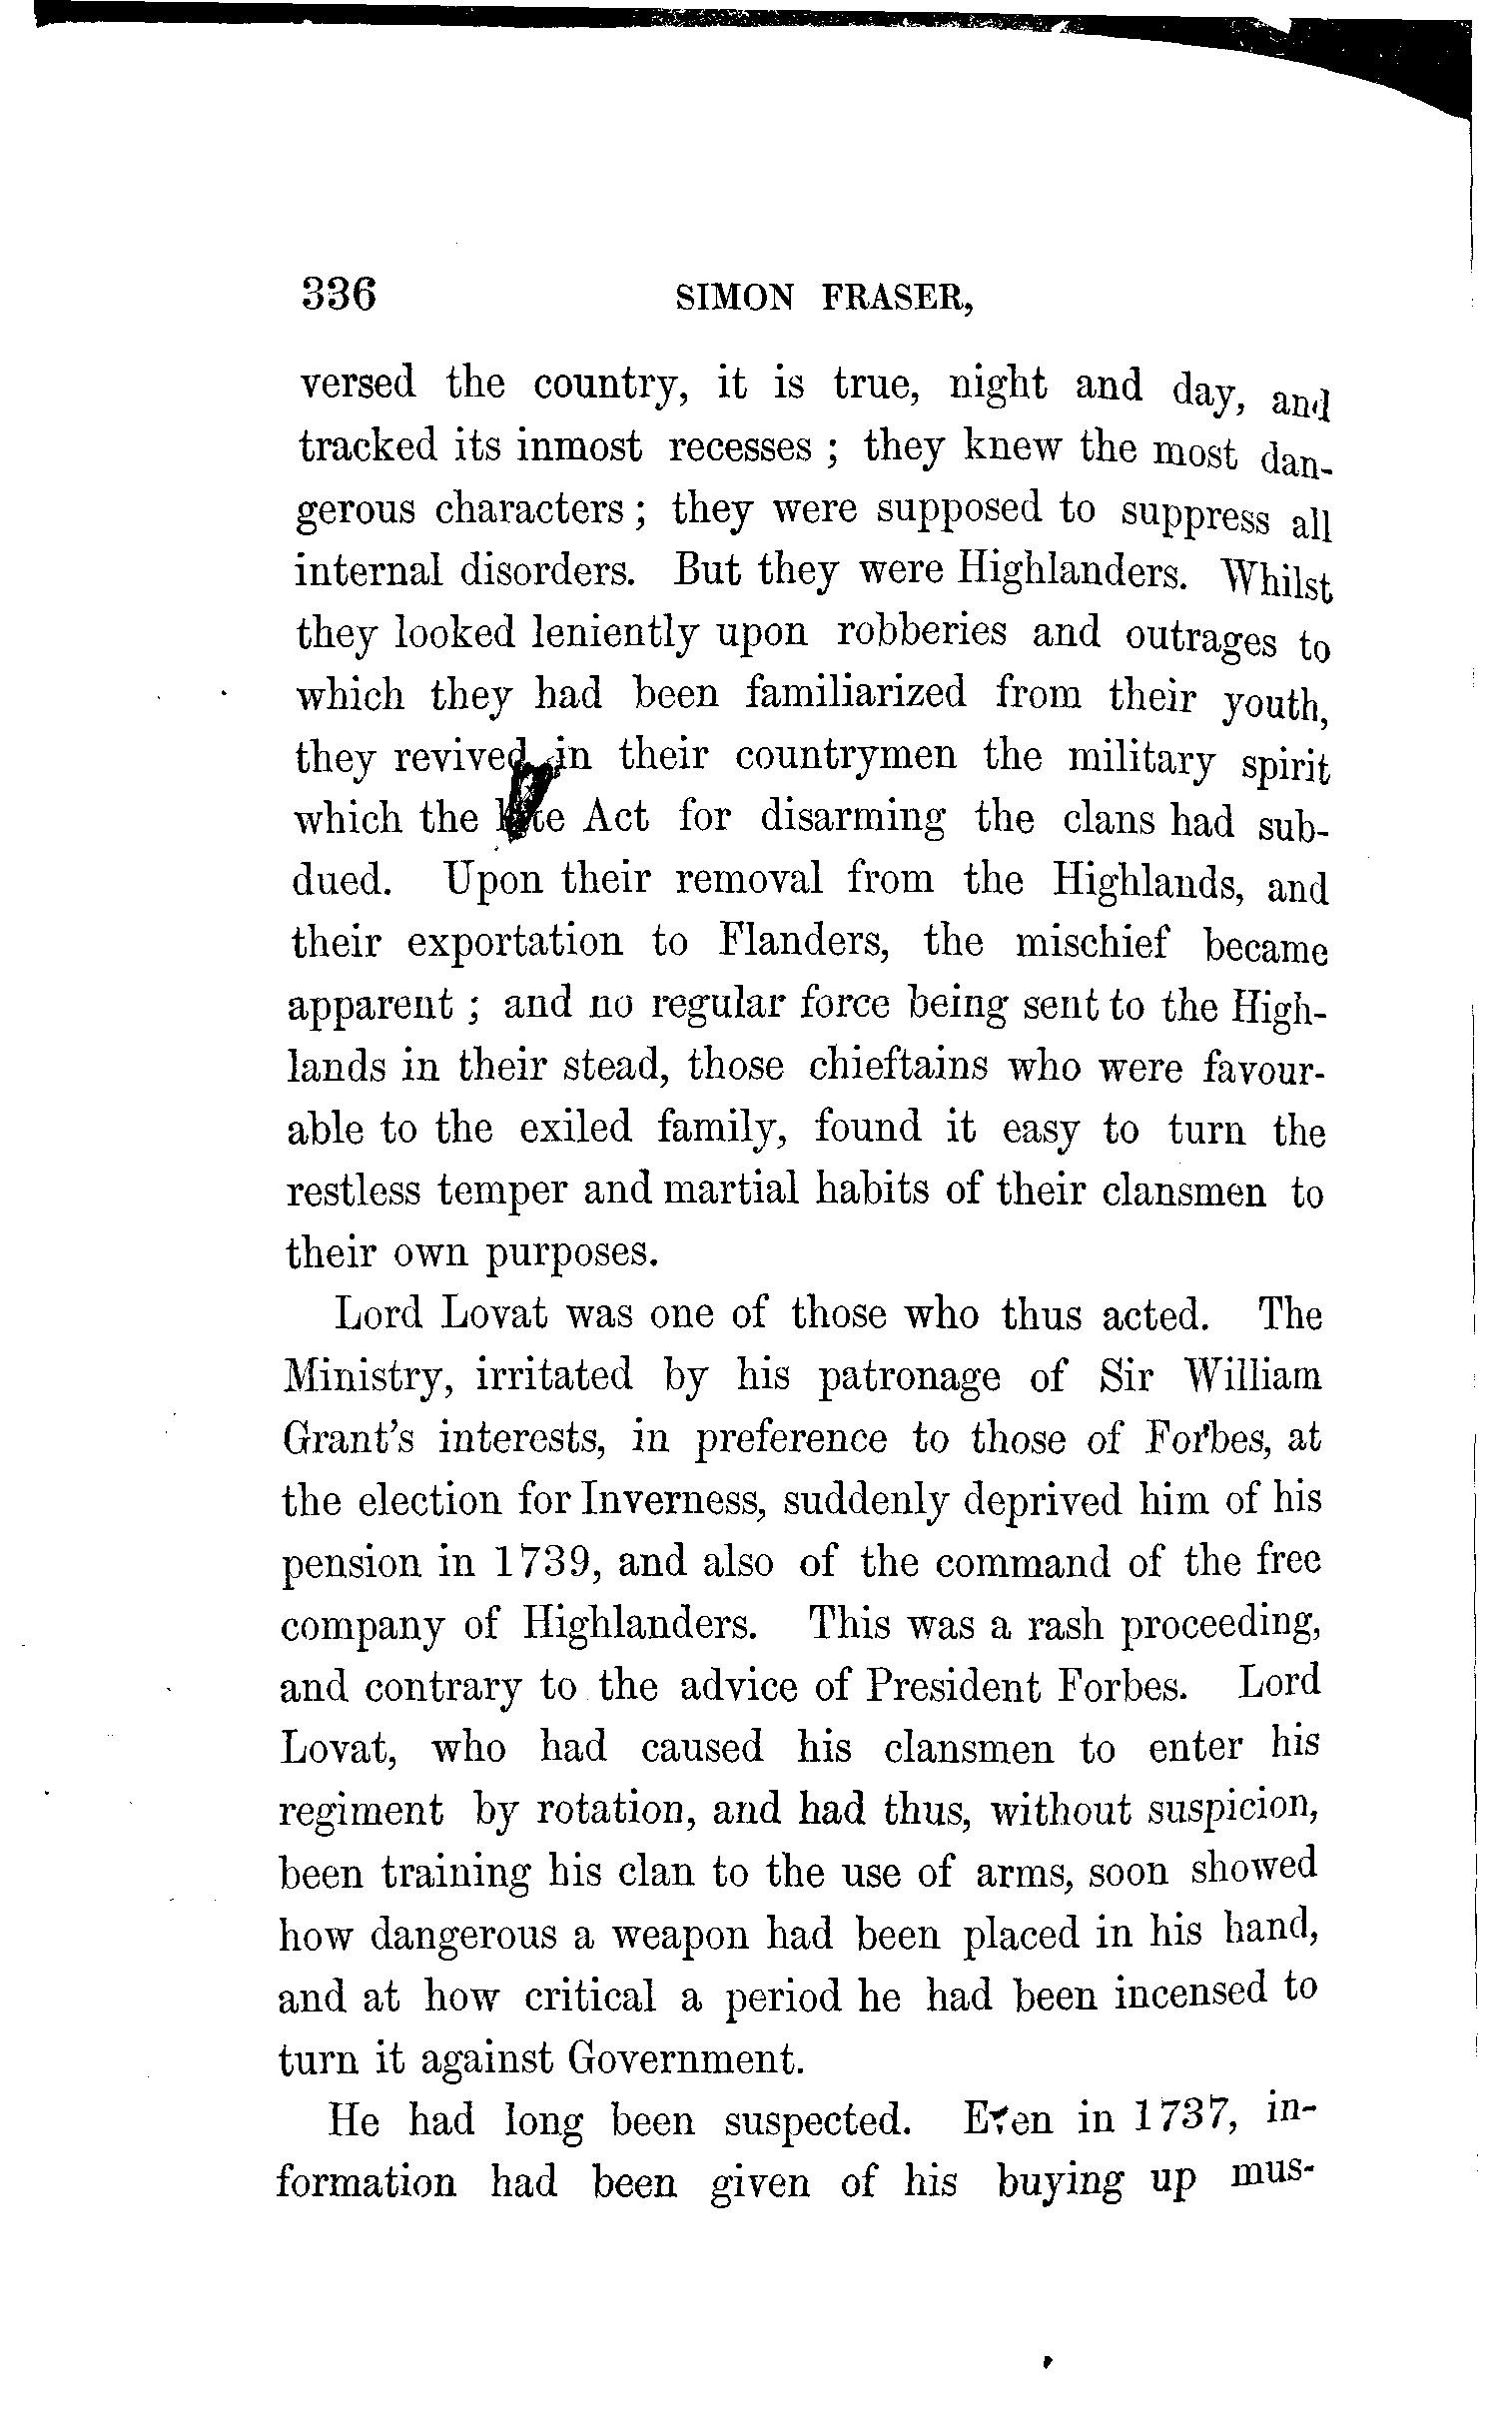 336 SIMON FRASER,
versed the country, it is true, night and day, and
tracked its inmost recesses ; they knew the most dan-
gerous characters ; they were supposed to suppress all
internal disorders. But they were Highlanders. Whilst
they looked leniently upon robberies and outrages to
which they had been familiarized from their youth,
they revived in their countrymen the military spirit
which the Act for disarming the clans had sub-
dued. Upon their removal from the Highlands, and
their exportation to Flanders, the mischief became
apparent ; and no regular force being sent to the High-
lands in their stead, those chieftains who were favour-
able to the exiled family, found it easy to turn the
restless temper and martial habits of their clansmen to
their own purposes.
Lord Lovat was one of those who thus acted. The
Ministry, irritated by his patronage of Sir William
Grant's interests, in preference to those of Forbes, at
the election for Inverness, suddenly deprived him of his
pension in 1739, and also of the command of the free
company of Highlanders. This was a rash proceeding,
and contrary to the advice of President Forbes. Lord
Lovat, who had caused his clansmen to enter his
regiment by rotation, and had thus, without suspicion,
been training his clan to the use of arms, soon showed
how dangerous a weapon had been placed in his hand,
and at how critical a period he had been incensed to
turn it against Government.
He had long been suspected. Even in 1737, in-
formation had been given of his buying up mus-